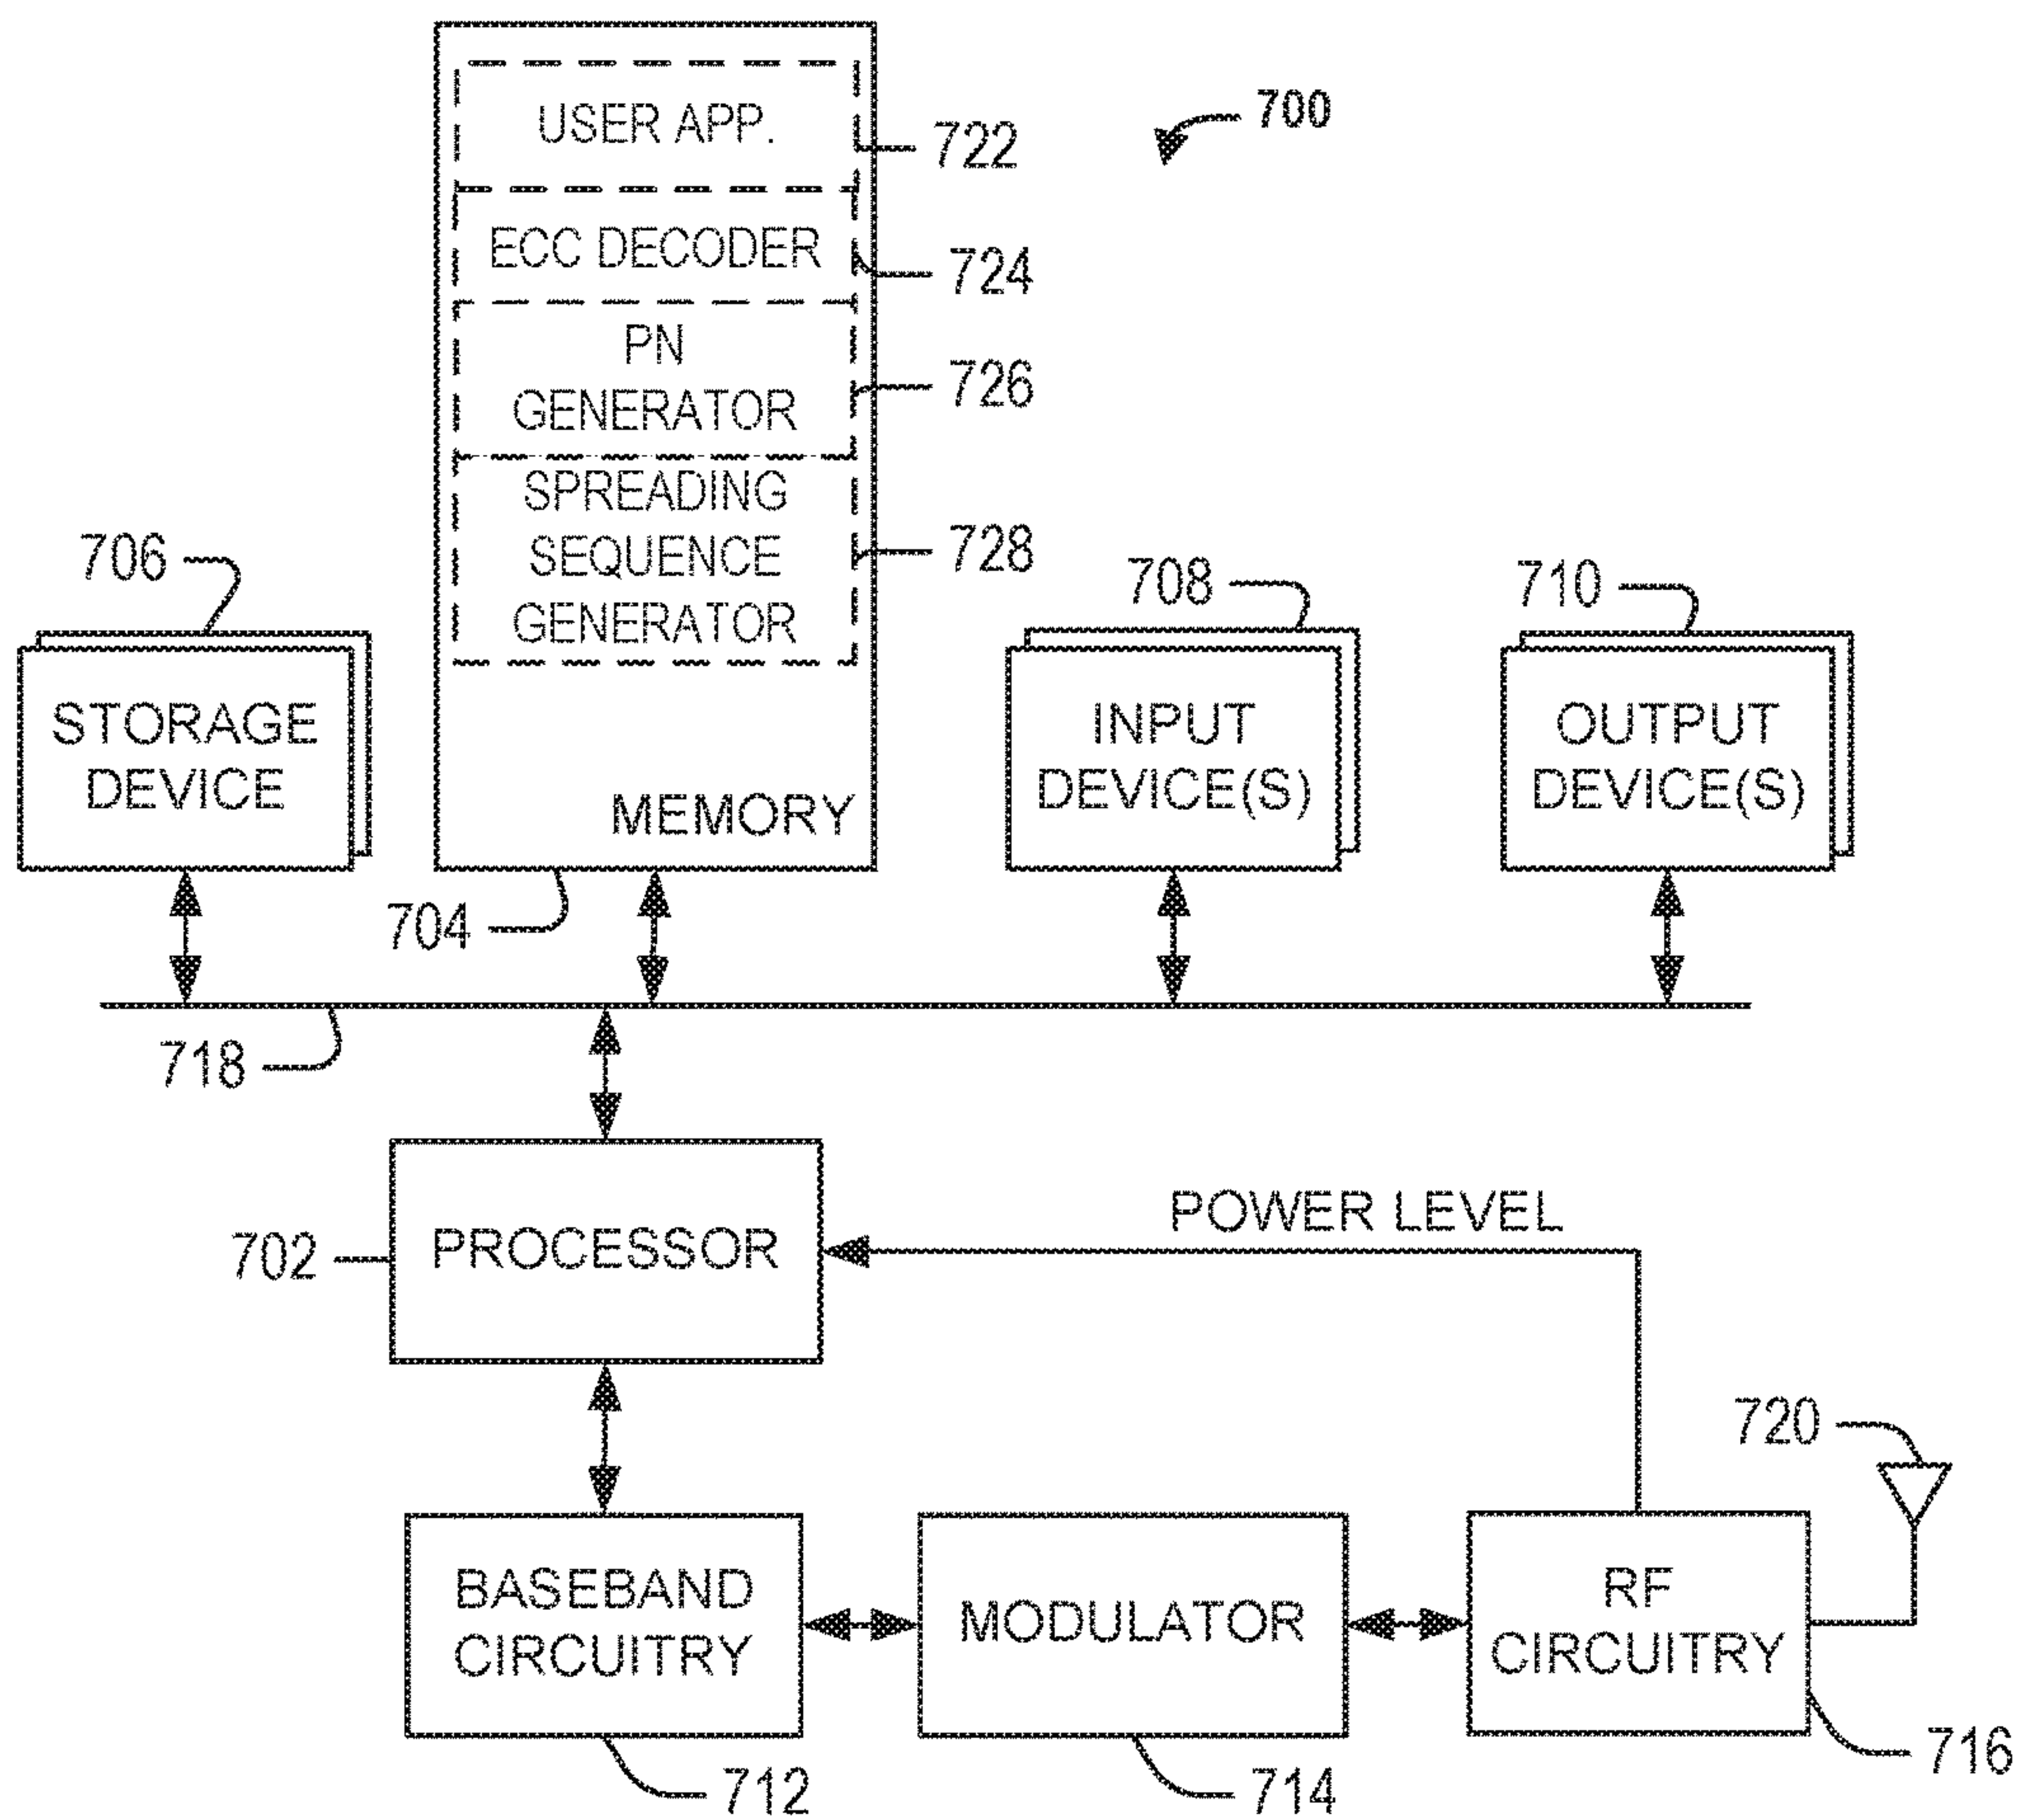 USER APP.
722
700
ECC DECODER
724
PN
GENERATOR
726
SPREADING
SEQUENCE
GENERATOR
728
706
708
710
STORAGE
DEVICE
MEMORY
INPUT
DEVICE(S)
OUTPUT
DEVICE(S)
704
718
702
PROCESSOR
POWER LEVEL
720
BASEBAND
CIRCUITRY
MODULATOR
RF
CIRCUITRY
712
714
716